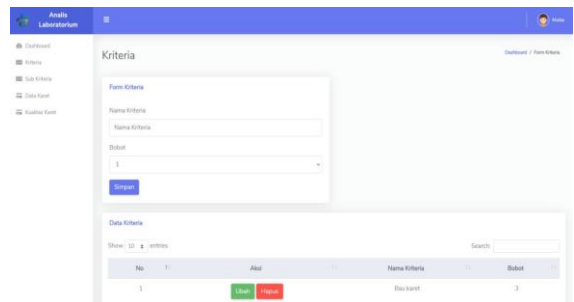 Analis
Laboratorium
Dashboard
Kriteria
Sub Kriteria
Data Karet
Kualitas Karet
Kriteria
Dashboard / Form Kriteria
Form Kriteria
Nama Kriteria
Nama Kriteria
Bobot
1
Simpan
Data Kriteria
Show 10 entries
Search:
No Aksi Nama Kriteria Bobot
1 Ubah Hapus Bau karet 3